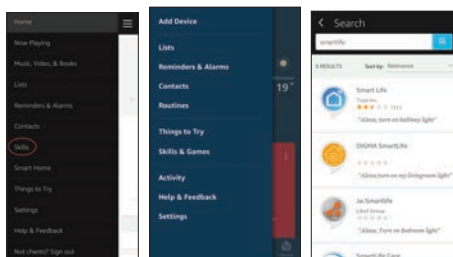 Home
Now Playing
Music, Video, & Books
Lists
Reminders & Alarms
Contacts
Skills
Smart Home
Things to Try
Settings
Help & Feedback
Not chentz? Sign out
Add Device
Lists
Reminders & Alarms
Contacts
Routines
Things to Try
Skills & Games
Activity
Help & Feedback
Settings
19°
Search
smartlife
RESULTS Sort by: Relevance
Smart Life
"Alexa, turn on hallway light"
DIGMA SmartLife
"Alexa, turn on my livingroom light"
"Alexa, Turn on Bedroom light"
SmartLife Care